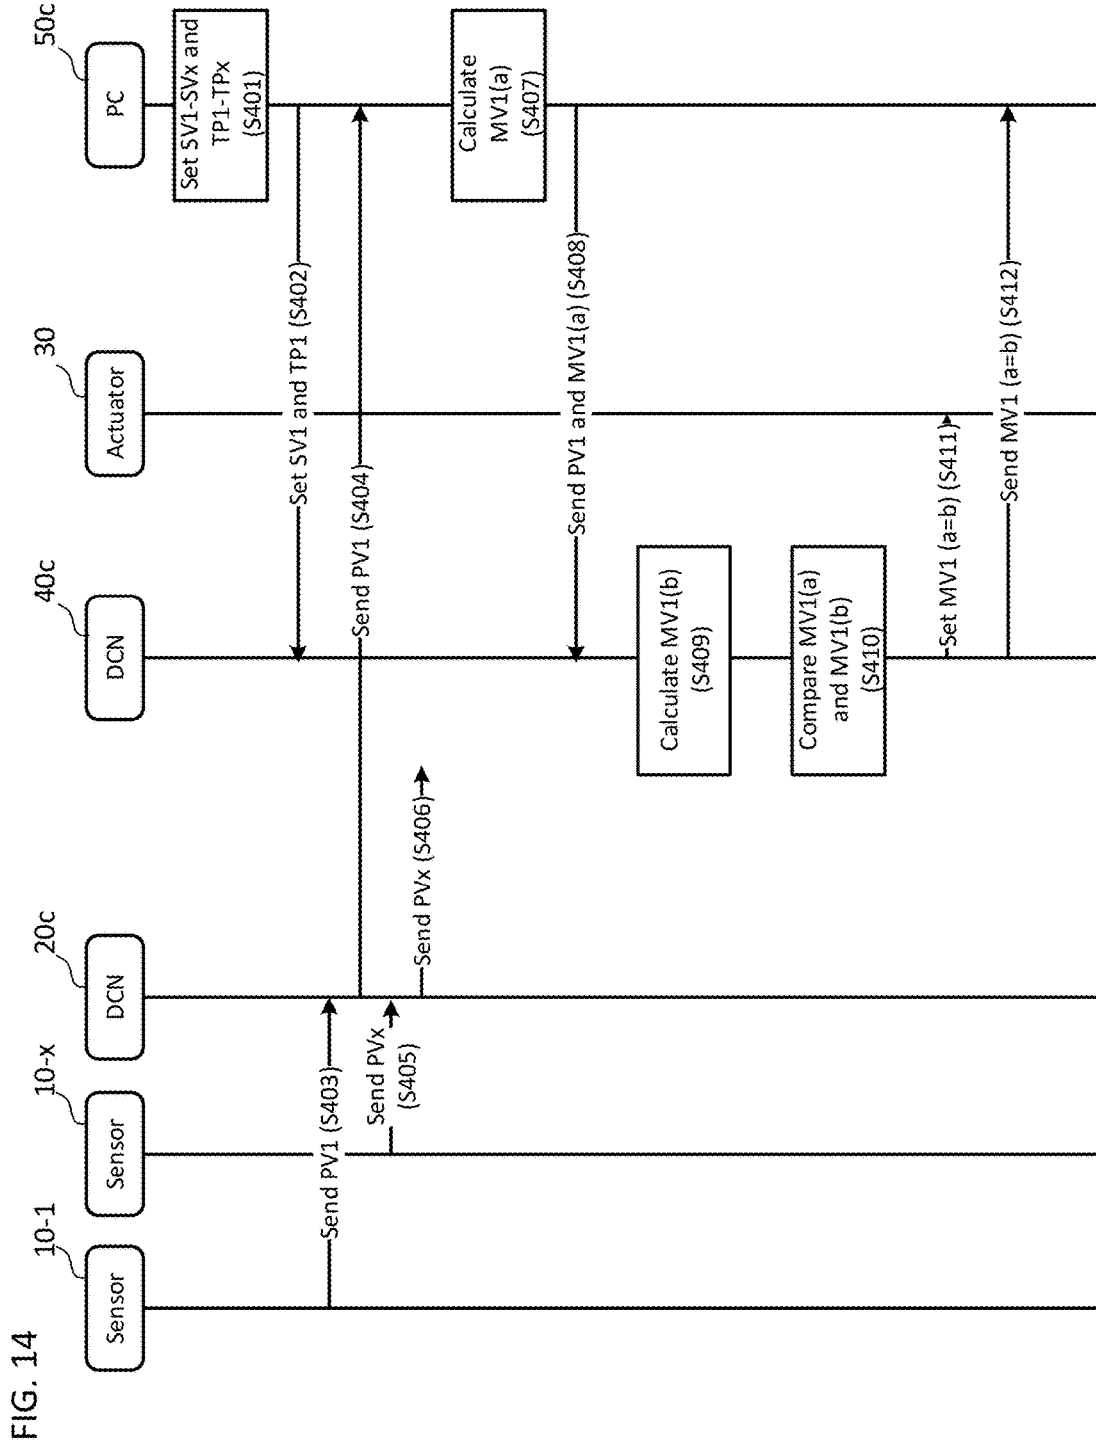 FIG. 14
10-1
10-x
20c
40c
30
50c
Sensor
Sensor
DCN
DCN
Actuator
PC
Set SV1-SVx and
TP1-TPx
(S401)
Set SV1 and TP1 (S402)
Send PV1 (S403)
Send PV1 (S404)
Send PVx
(S405)
Send PVx (S406)
Calculate
MV1(a)
(S407)
Send PV1 and MV1(a) (S408)
Calculate MV1(b)
(S409)
Compare MV1(a)
and MV1(b)
(S410)
Set MV1 (a=b) (S411)
Send MV1 (a=b) (S412)